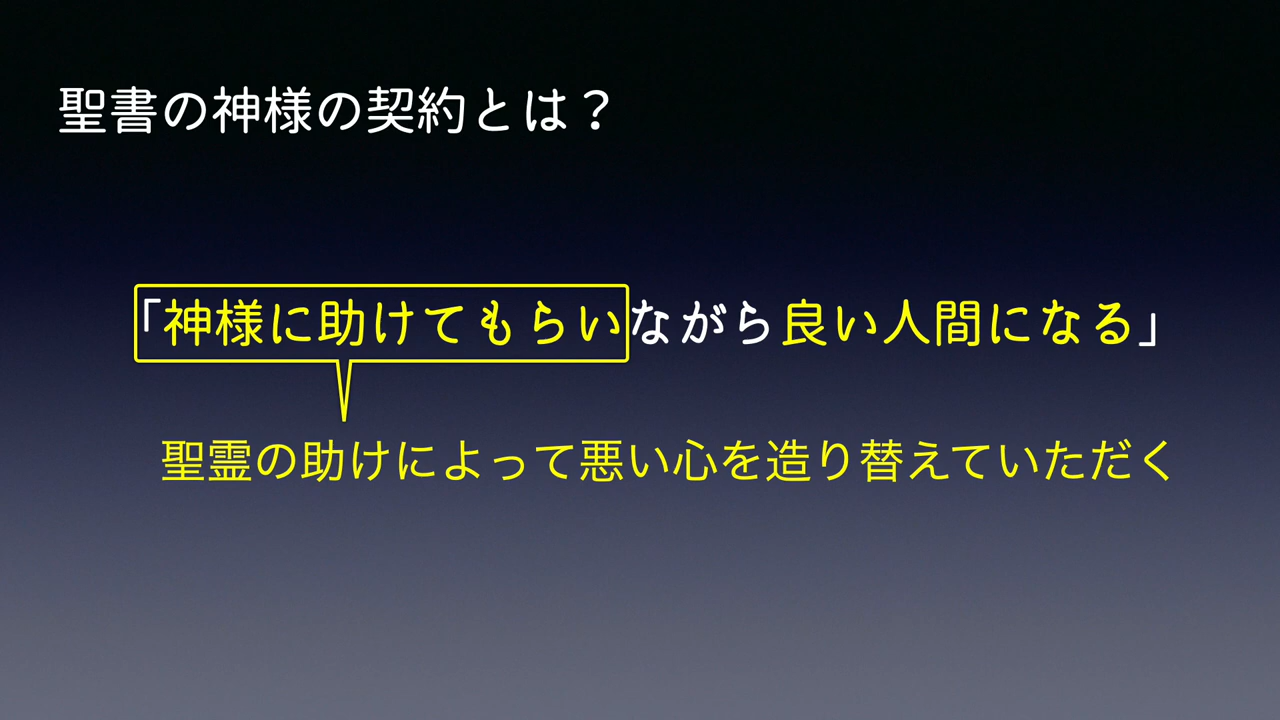 聖書の神様の契約とは？
「神様に助けてもらいながら良い人間になる」
聖霊の助けによって悪い心を造り替えていただく